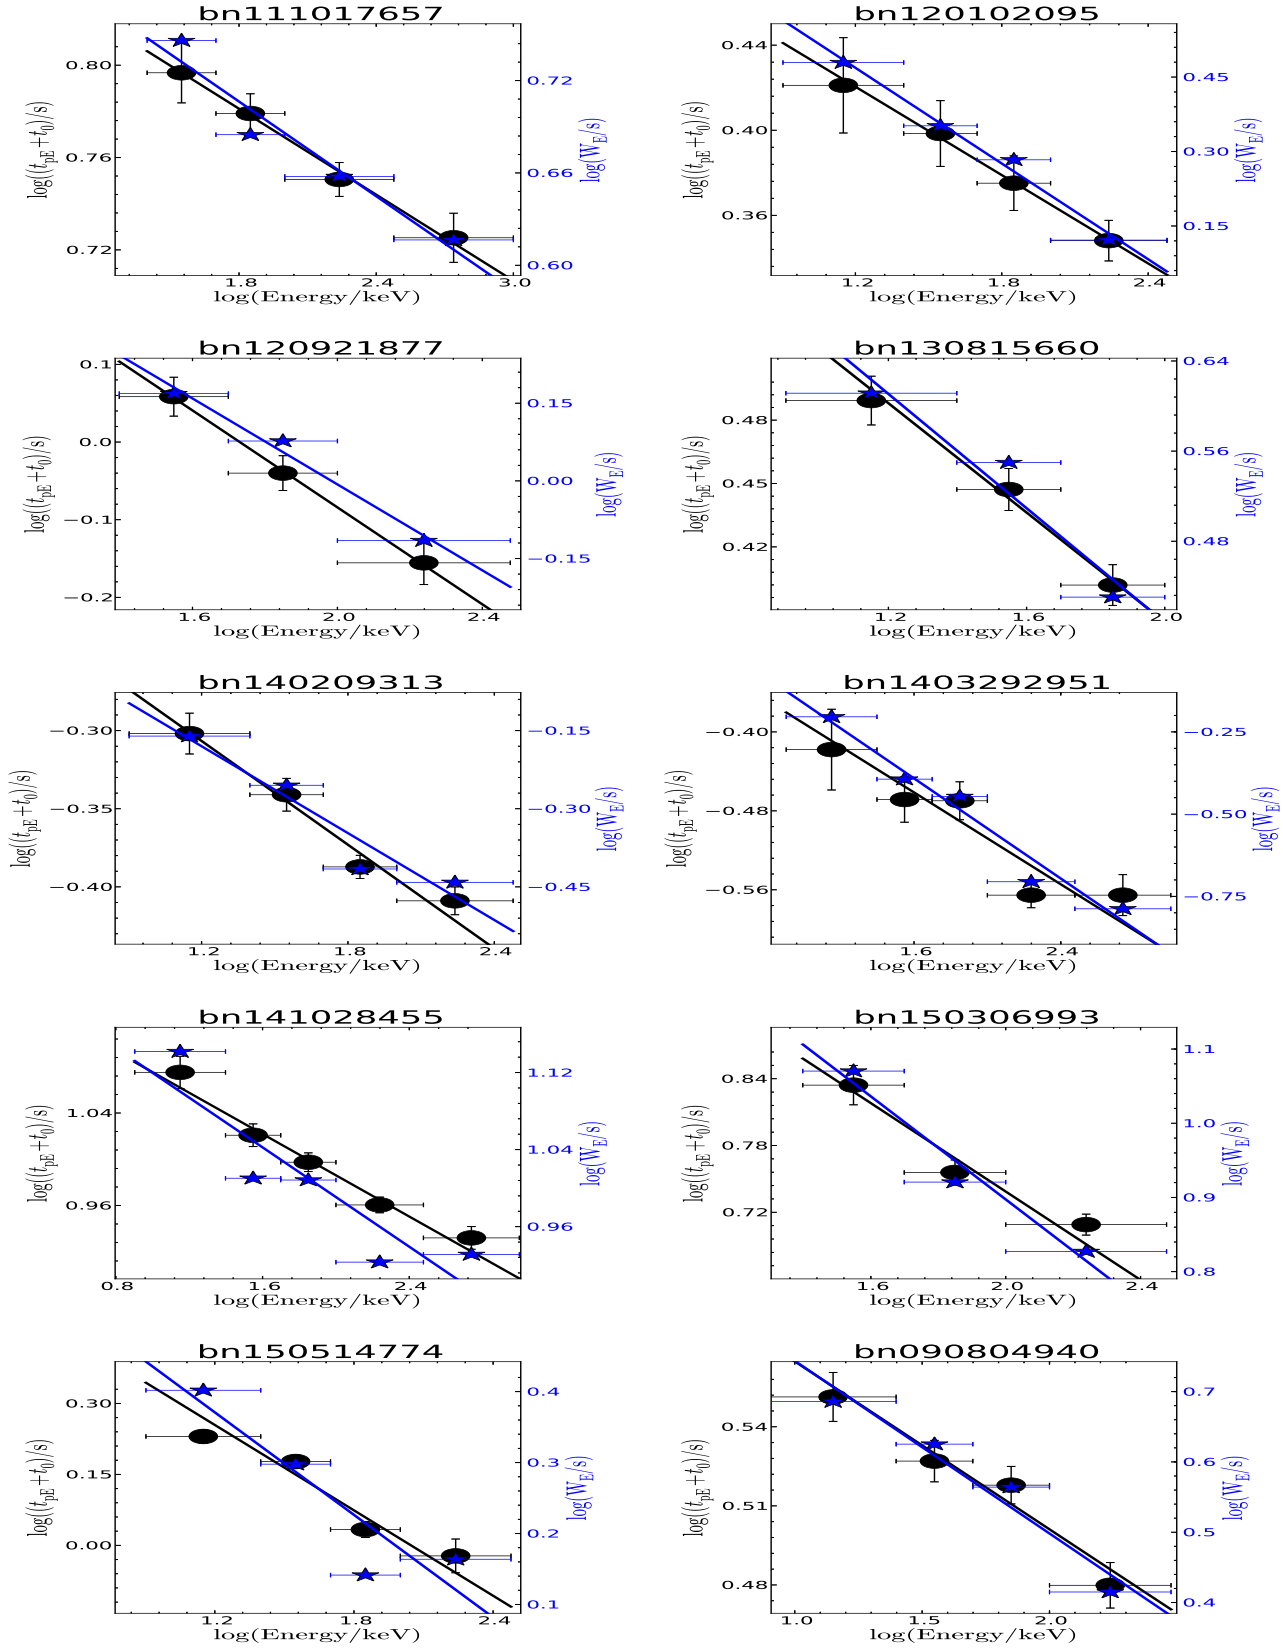 bn111017657
0.80
0.76
0.72
log((t_pE+t_0)/s)
0.72
0.66
0.60
log(W_E/s)
1.8 2.4 3.0
log(Energy/keV)
bn120102095
0.44
0.40
0.36
log((t_pE+t_0)/s)
0.45
0.30
0.15
log(W_E/s)
1.2 1.8 2.4
log(Energy/keV)
bn120921877
0.1
0.0
−0.1
−0.2
log((t_pE+t_0)/s)
0.15
0.00
−0.15
log(W_E/s)
1.6 2.0 2.4
log(Energy/keV)
bn130815660
0.48
0.45
0.42
log((t_pE+t_0)/s)
0.64
0.56
0.48
log(W_E/s)
1.2 1.6 2.0
log(Energy/keV)
bn140209313
−0.30
−0.35
−0.40
log((t_pE+t_0)/s)
−0.15
−0.30
−0.45
log(W_E/s)
1.2 1.8 2.4
log(Energy/keV)
bn1403292951
−0.40
−0.48
−0.56
log((t_pE+t_0)/s)
−0.25
−0.50
−0.75
log(W_E/s)
1.6 2.4
log(Energy/keV)
bn141028455
1.04
0.96
log((t_pE+t_0)/s)
1.12
1.04
0.96
log(W_E/s)
0.8 1.6 2.4
log(Energy/keV)
bn150306993
0.84
0.78
0.72
log((t_pE+t_0)/s)
1.1
1.0
0.9
0.8
log(W_E/s)
1.6 2.0 2.4
log(Energy/keV)
bn150514774
0.30
0.15
0.00
log((t_pE+t_0)/s)
0.4
0.3
0.2
0.1
log(W_E/s)
1.2 1.8 2.4
log(Energy/keV)
bn090804940
0.54
0.51
0.48
log((t_pE+t_0)/s)
0.7
0.6
0.5
0.4
log(W_E/s)
1.0 1.5 2.0
log(Energy/keV)